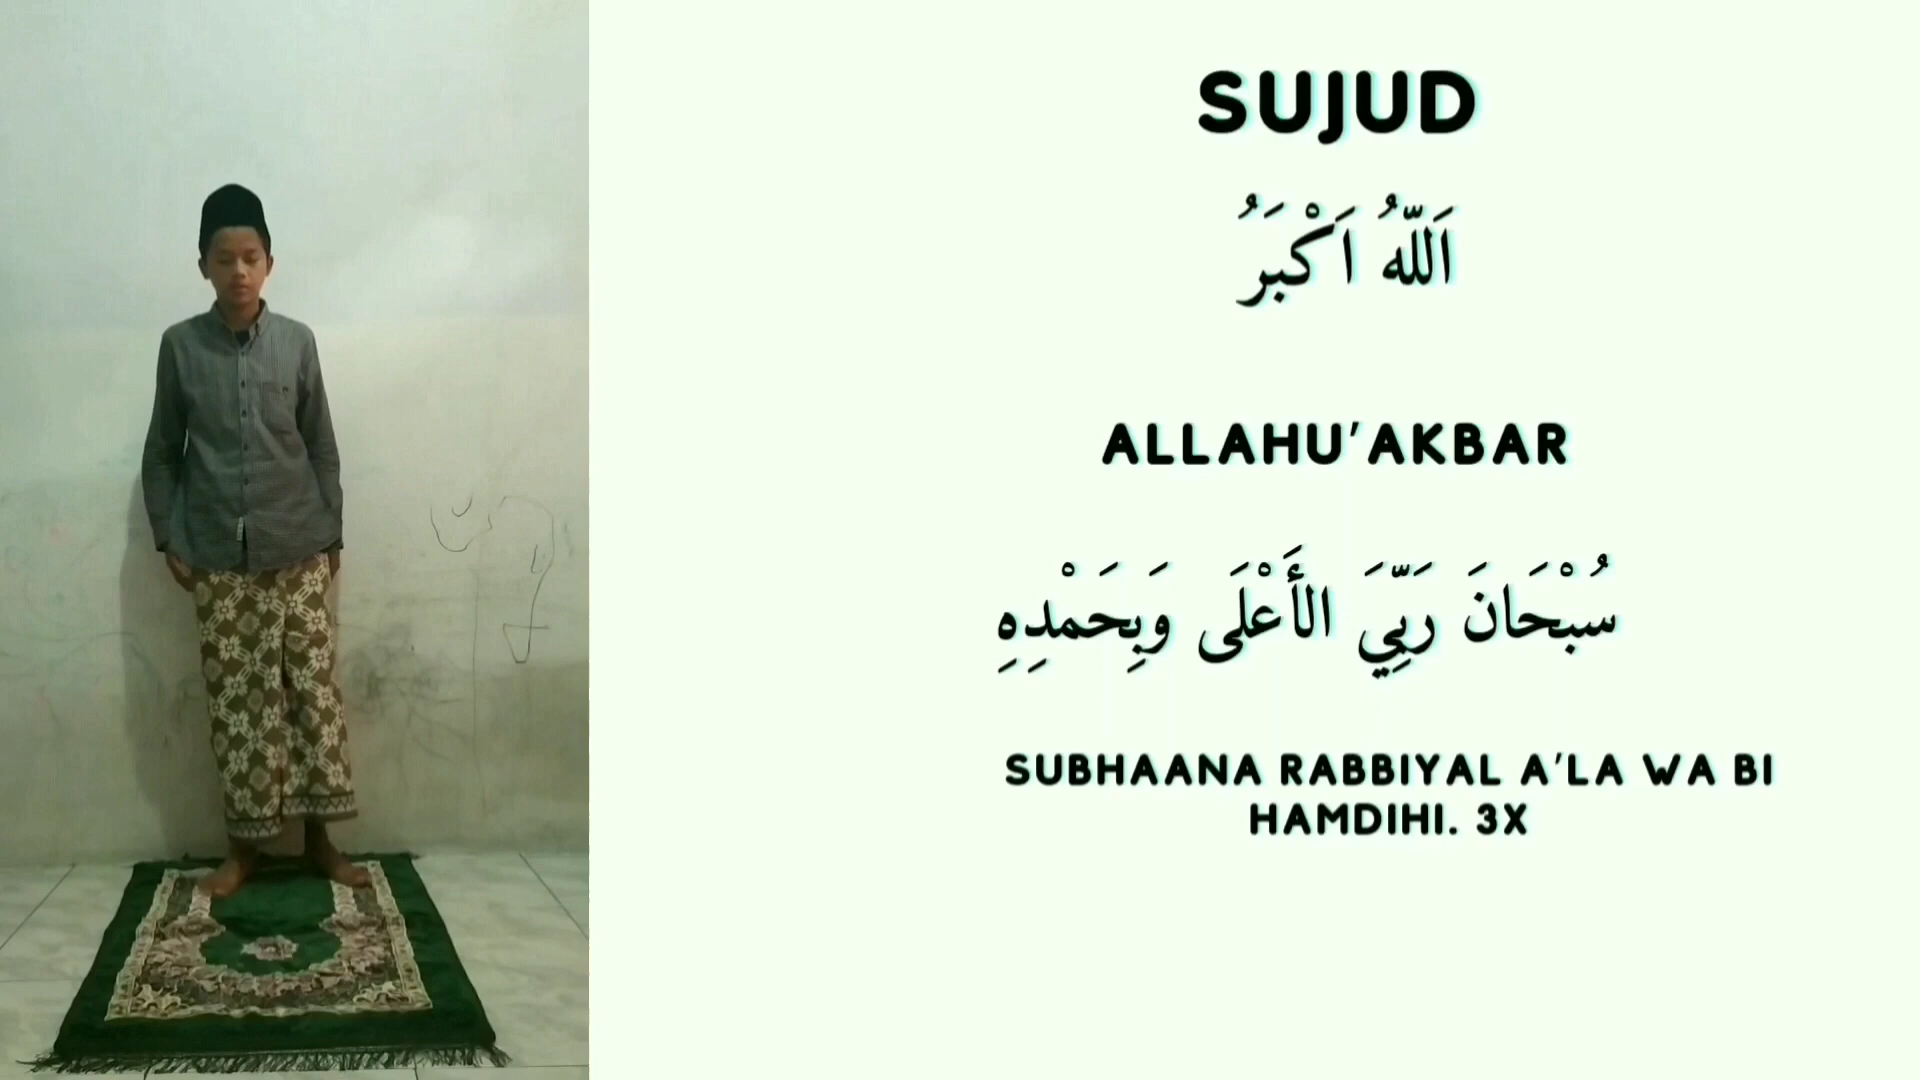 SUJUD
اَللّٰهُ اَكْبَرُ
ALLAHU'AKBAR
سُبْحَانَ رَبِّيَ الأَعْلَى وَبِحَمْدِهِ
SUBHAANA RABBIYAL A'LA WA BI
HAMDIHI. 3X